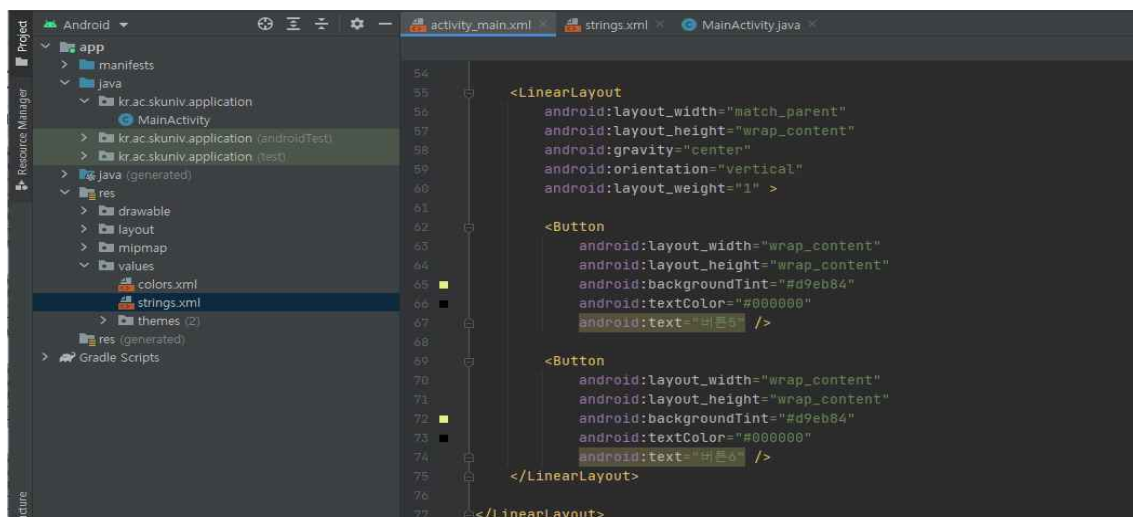 Project
Resource Manager
Android
app
manifests
java
kr.ac.skuniv.application
MainActivity
kr.ac.skuniv.application (androidTest)
kr.ac.skuniv.application (test)
java (generated)
res
drawable
layout
mipmap
values
colors.xml
strings.xml
themes (2)
res (generated)
Gradle Scripts
activity_main.xml
strings.xml
MainActivity.java
54
55 <LinearLayout
56 android:layout_width="match_parent"
57 android:layout_height="wrap_content"
58 android:gravity="center"
59 android:orientation="vertical"
60 android:layout_weight="1" >
61
62 <Button
63 android:layout_width="wrap_content"
64 android:layout_height="wrap_content"
65 android:backgroundTint="#d9eb84"
66 android:textColor="#000000"
67 android:text="버튼5" />
68
69 <Button
70 android:layout_width="wrap_content"
71 android:layout_height="wrap_content"
72 android:backgroundTint="#d9eb84"
73 android:textColor="#000000"
74 android:text="버튼6" />
75 </LinearLayout>
76
77 </LinearLayout>